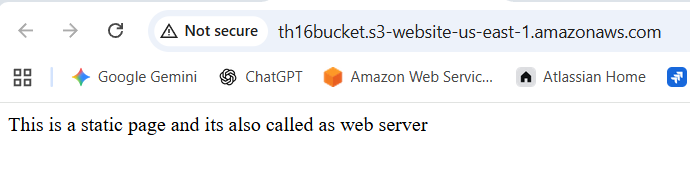 Not secure th16bucket.s3-website-us-east-1.amazonaws.com
Google Gemini ChatGPT Amazon Web Servic... Atlassian Home
This is a static page and its also called as web server